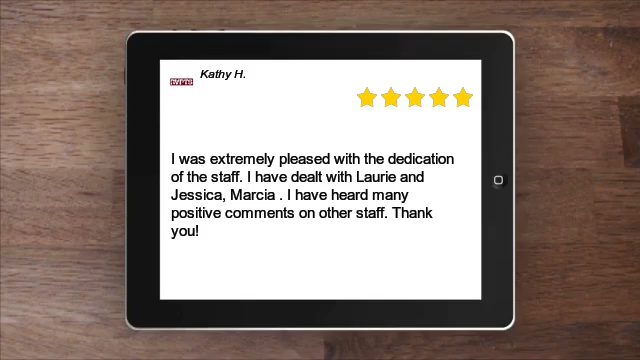 Kathy H.
I was extremely pleased with the dedication
of the staff. I have dealt with Laurie and
Jessica, Marcia . I have heard many
positive comments on other staff. Thank
you!